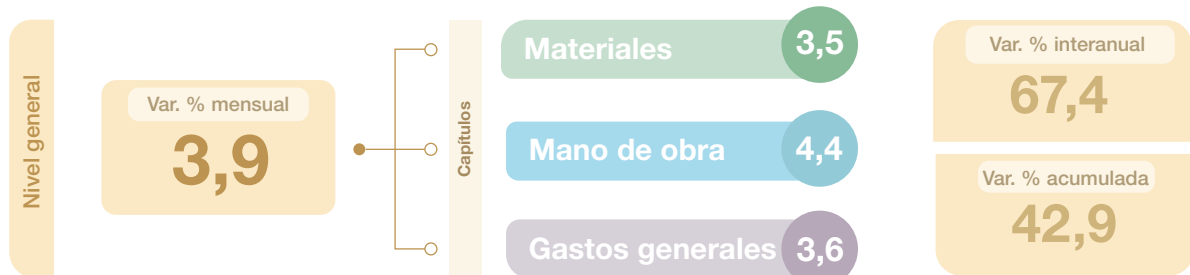 Nivel general
Var. % mensual
3,9
Capítulos
Materiales
3,5
Mano de obra
4,4
Gastos generales
3,6
Var. % interanual
67,4
Var. % acumulada
42,9